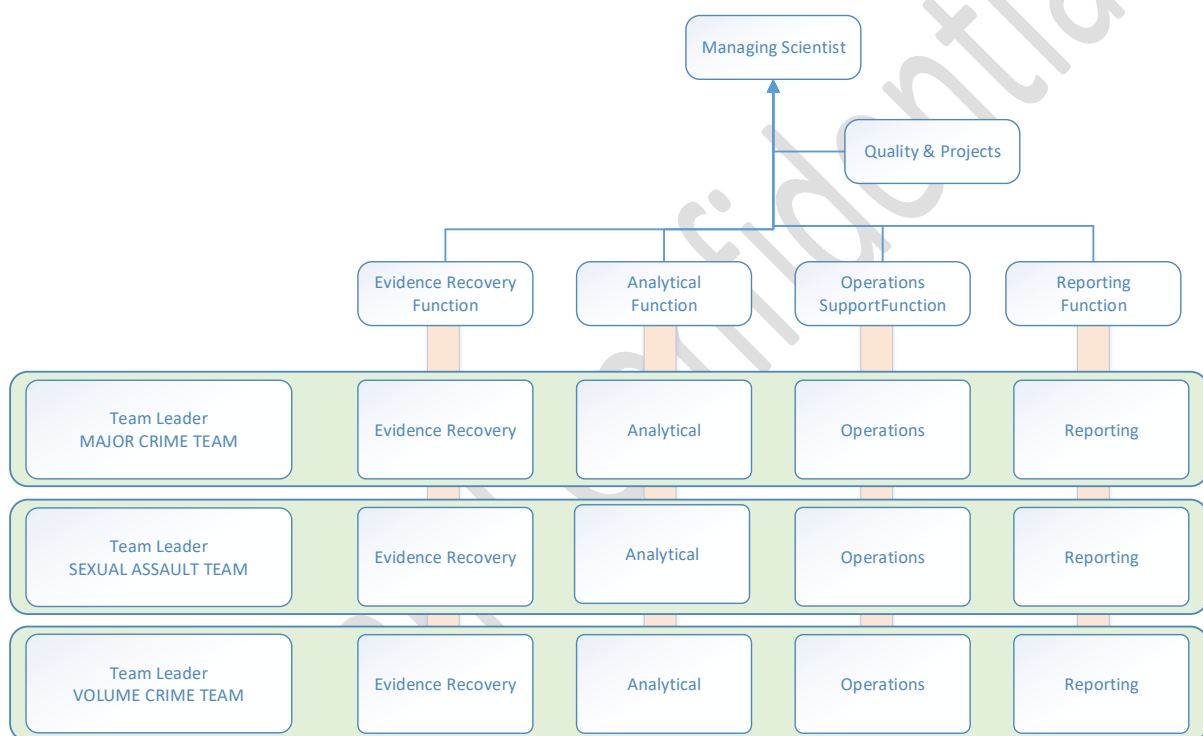 Managing Scientist
Quality & Projects
Evidence Recovery
Function
Analytical
Function
Operations
SupportFunction
Reporting
Function
Team Leader
MAJOR CRIME TEAM
Evidence Recovery
Analytical
Operations
Reporting
Team Leader
SEXUAL ASSAULT TEAM
Evidence Recovery
Analytical
Operations
Reporting
Team Leader
VOLUME CRIME TEAM
Evidence Recovery
Analytical
Operations
Reporting